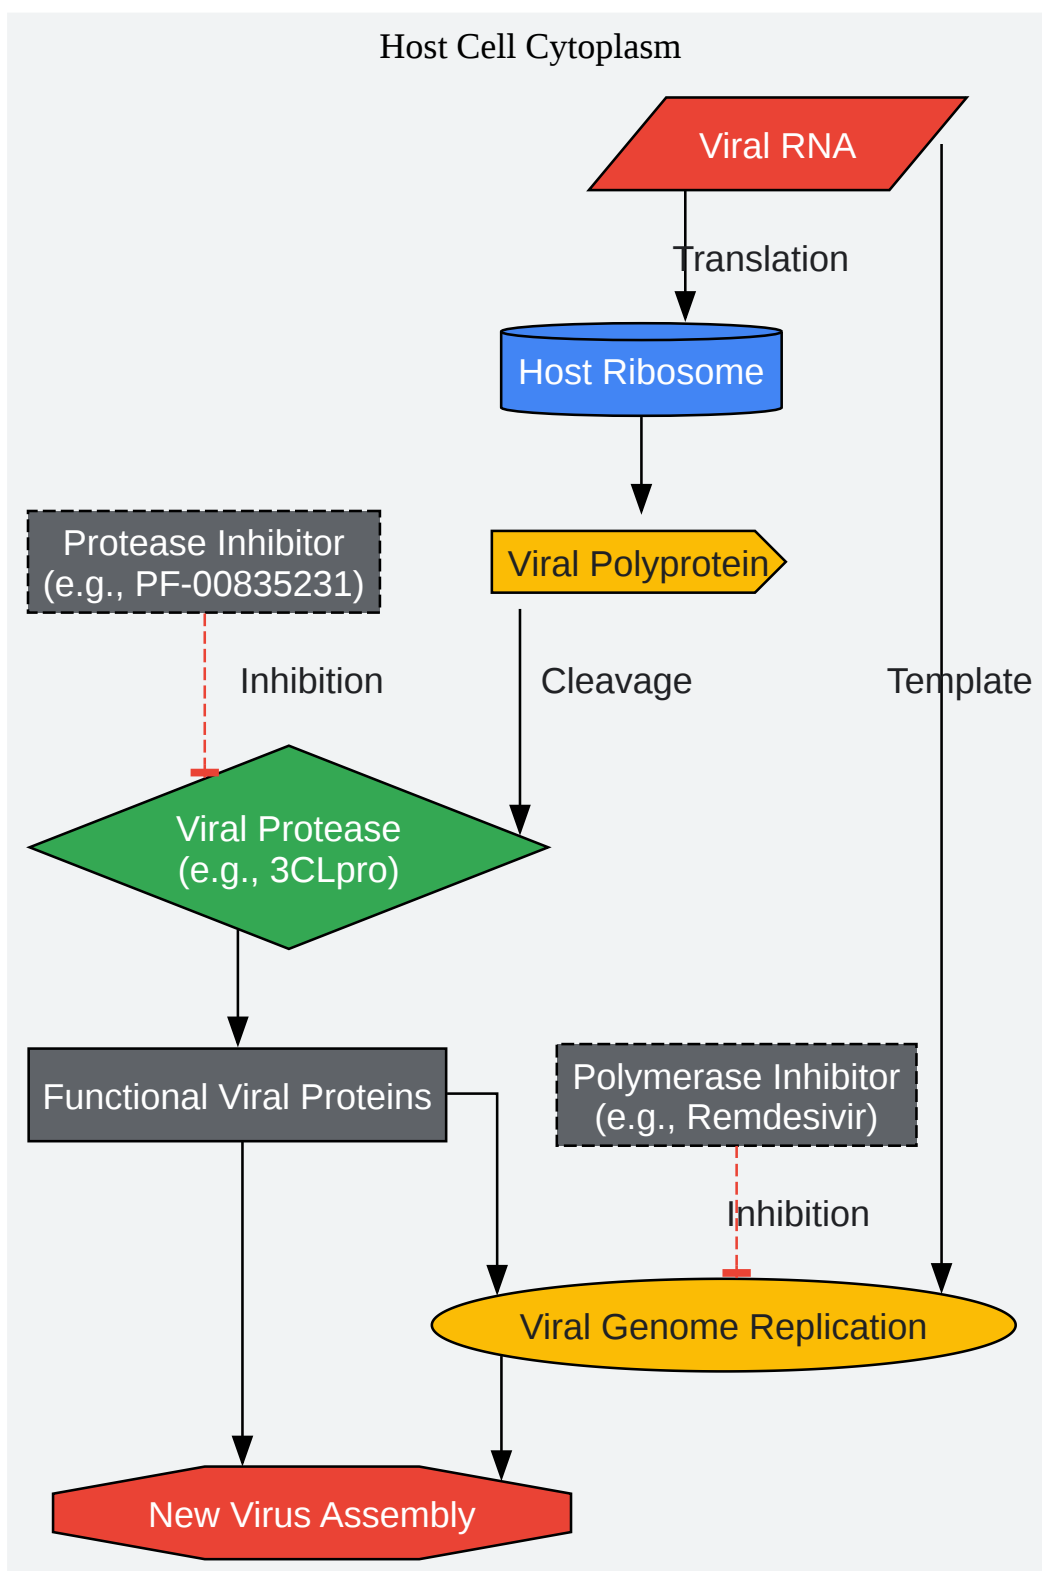 Host Cell Cytoplasm
Viral RNA
Translation
Host Ribosome
Protease Inhibitor
(e.g., PF-00835231)
Viral Polyprotein
Inhibition
Cleavage
Template
Viral Protease
(e.g., 3CLpro)
Functional Viral Proteins
Polymerase Inhibitor
(e.g., Remdesivir)
Inhibition
Viral Genome Replication
New Virus Assembly